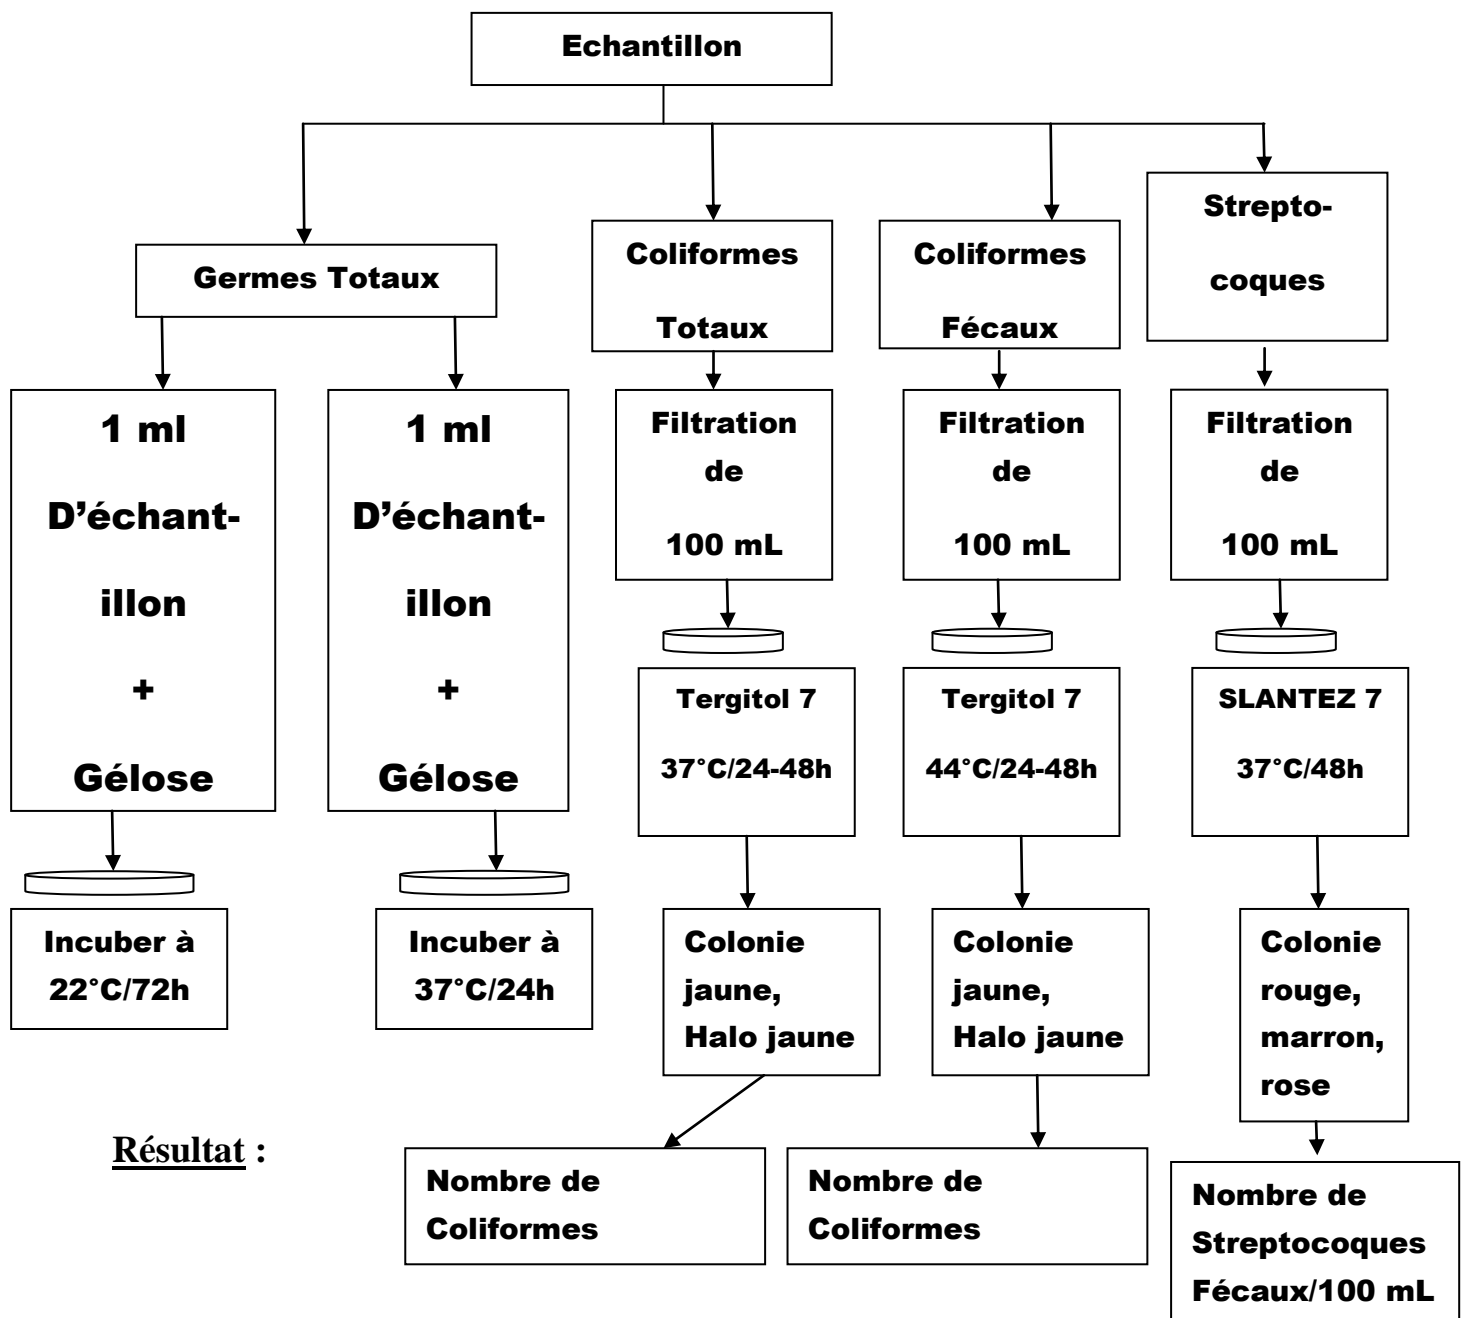 Echantillon
Germes Totaux
Coliformes
Totaux
Coliformes
Fécaux
Strepto-
coques
1 ml
D’échant-
illon
+
Gélose
1 ml
D’échant-
illon
+
Gélose
Filtration
de
100 mL
Filtration
de
100 mL
Filtration
de
100 mL
Tergitol 7
37°C/24-48h
Tergitol 7
44°C/24-48h
SLANTEZ 7
37°C/48h
Incuber à
22°C/72h
Incuber à
37°C/24h
Colonie
jaune,
Halo jaune
Colonie
jaune,
Halo jaune
Colonie
rouge,
marron,
rose
Résultat :
Nombre de
Coliformes
Nombre de
Coliformes
Nombre de
Streptocoques
Fécaux/100 mL